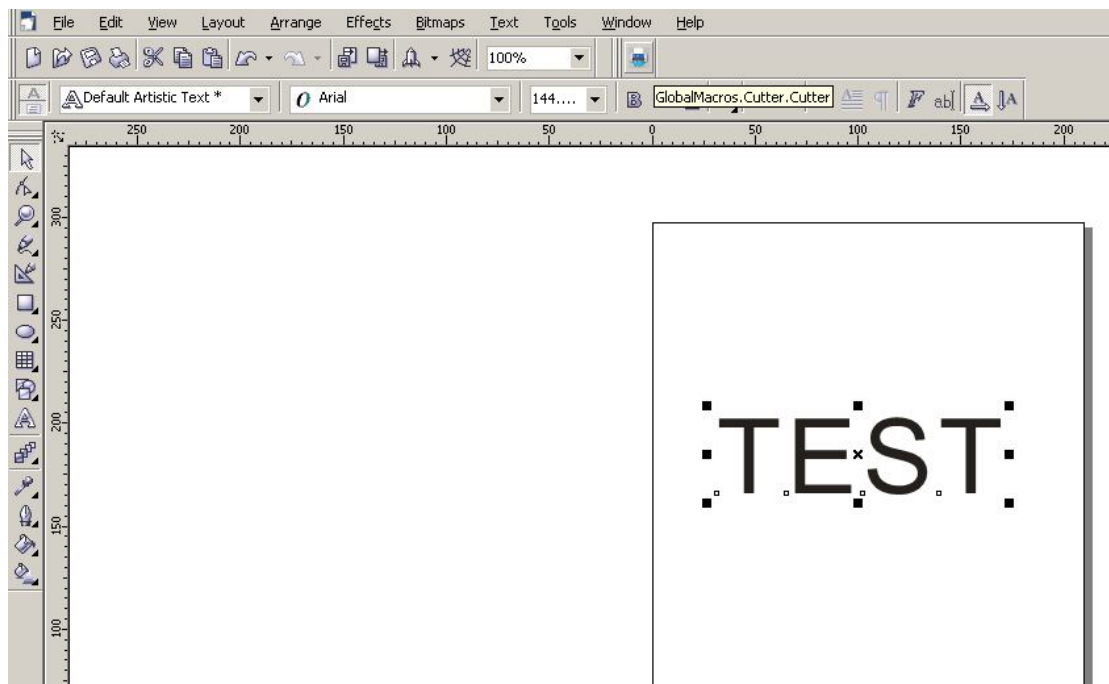 File Edit View Layout Arrange Effects Bitmaps Text Tools Window Help
100%
Default Artistic Text * Arial 144.... B GlobalMacros.Cutter.Cutter F ab A A
250 200 150 100 50 0 50 100 150 200
300
250
200
150
100
TEST